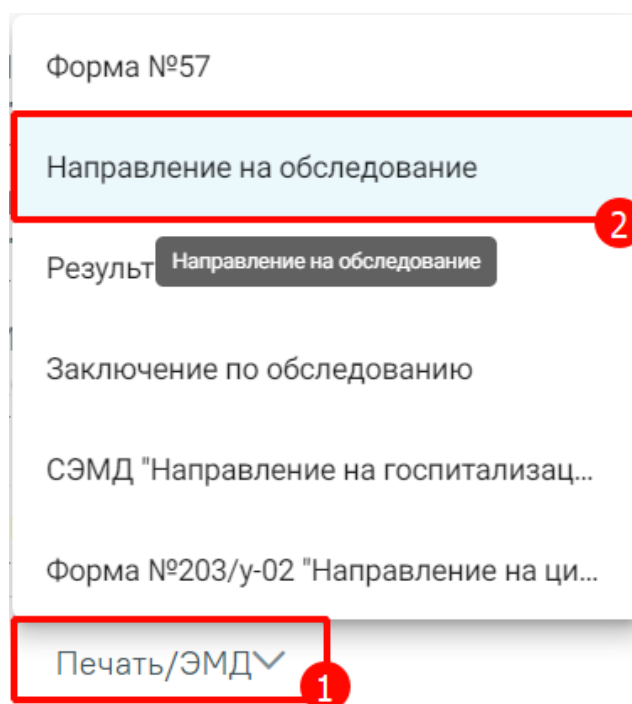 Форма №57
Направление на обследование
2
Результ
Направление на обследование
Заключение по обследованию
СЭМД "Направление на госпитализац...
Форма №203/у-02 "Направление на ци...
Печать/ЭМД
1